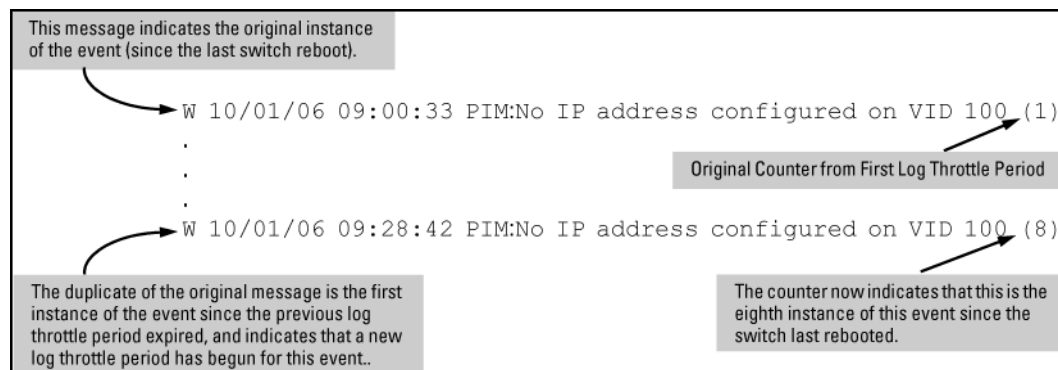 This message indicates the original instance
of the event (since the last switch reboot).
W 10/01/06 09:00:33 PIM:No IP address configured on VID 100 (1)
.
Original Counter from First Log Throttle Period
.
.
W 10/01/06 09:28:42 PIM:No IP address configured on VID 100 (8)
The duplicate of the original message is the first
instance of the event since the previous log
throttle period expired, and indicates that a new
log throttle period has begun for this event..
The counter now indicates that this is the
eighth instance of this event since the
switch last rebooted.